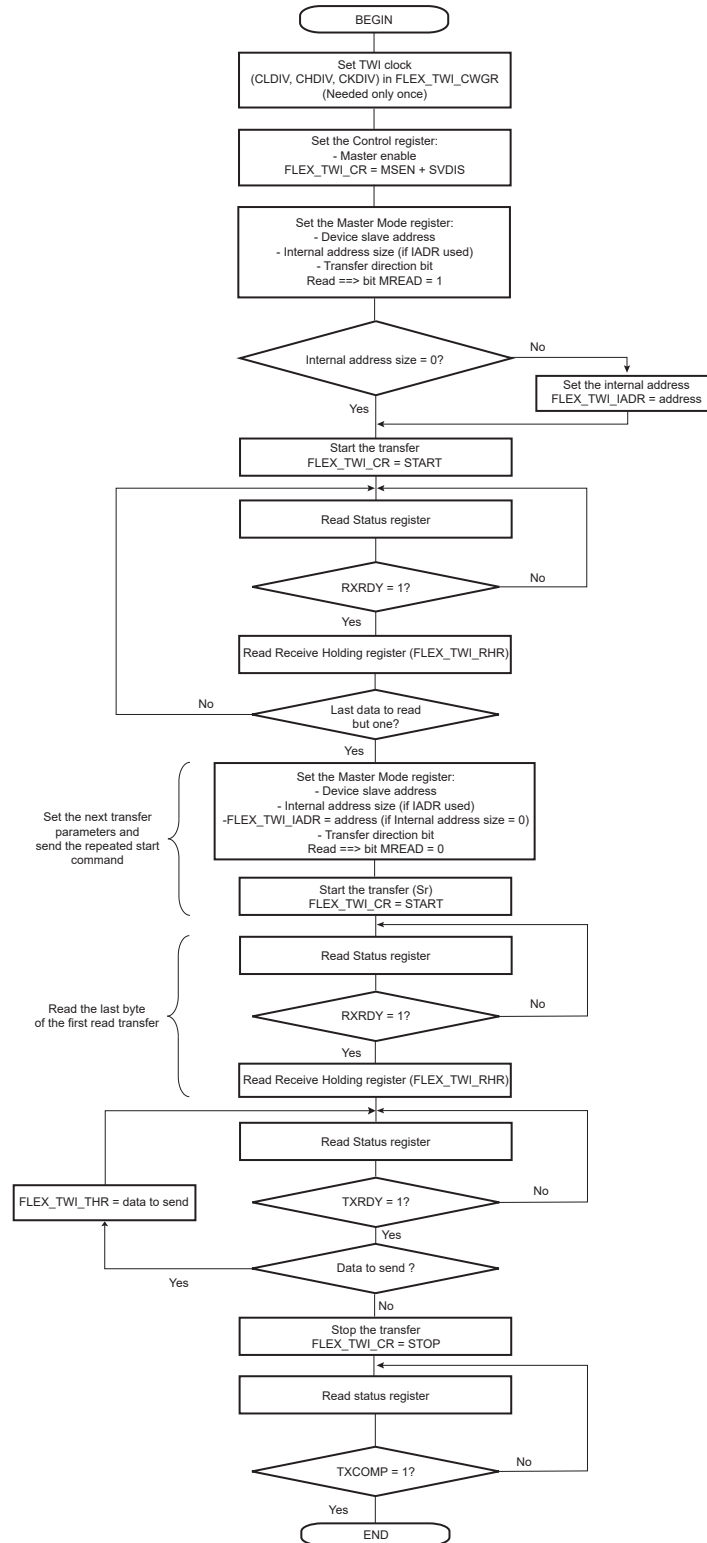 BEGIN
Set TWI clock
(CLDIV, CHDIV, CKDIV) in FLEX_TWI_CWGR
(Needed only once)
Set the Control register:
- Master enable
FLEX_TWI_CR = MSEN + SVDIS
Set the Master Mode register:
- Device slave address
- Internal address size (if IADR used)
- Transfer direction bit
Read ==> bit MREAD = 1
Internal address size = 0?
No
Set the internal address
FLEX_TWI_IADR = address
Yes
Start the transfer
FLEX_TWI_CR = START
Read Status register
RXRDY = 1?
No
Yes
Read Receive Holding register (FLEX_TWI_RHR)
Last data to read
but one?
No
Yes
Set the next transfer
parameters and
send the repeated start
command
Set the Master Mode register:
- Device slave address
- Internal address size (if IADR used)
-FLEX_TWI_IADR = address (if Internal address size = 0)
- Transfer direction bit
Read ==> bit MREAD = 0
Start the transfer (Sr)
FLEX_TWI_CR = START
Read the last byte
of the first read transfer
Read Status register
RXRDY = 1?
No
Yes
Read Receive Holding register (FLEX_TWI_RHR)
Read Status register
FLEX_TWI_THR = data to send
TXRDY = 1?
No
Yes
Data to send ?
Yes
No
Stop the transfer
FLEX_TWI_CR = STOP
Read status register
TXCOMP = 1?
No
Yes
END